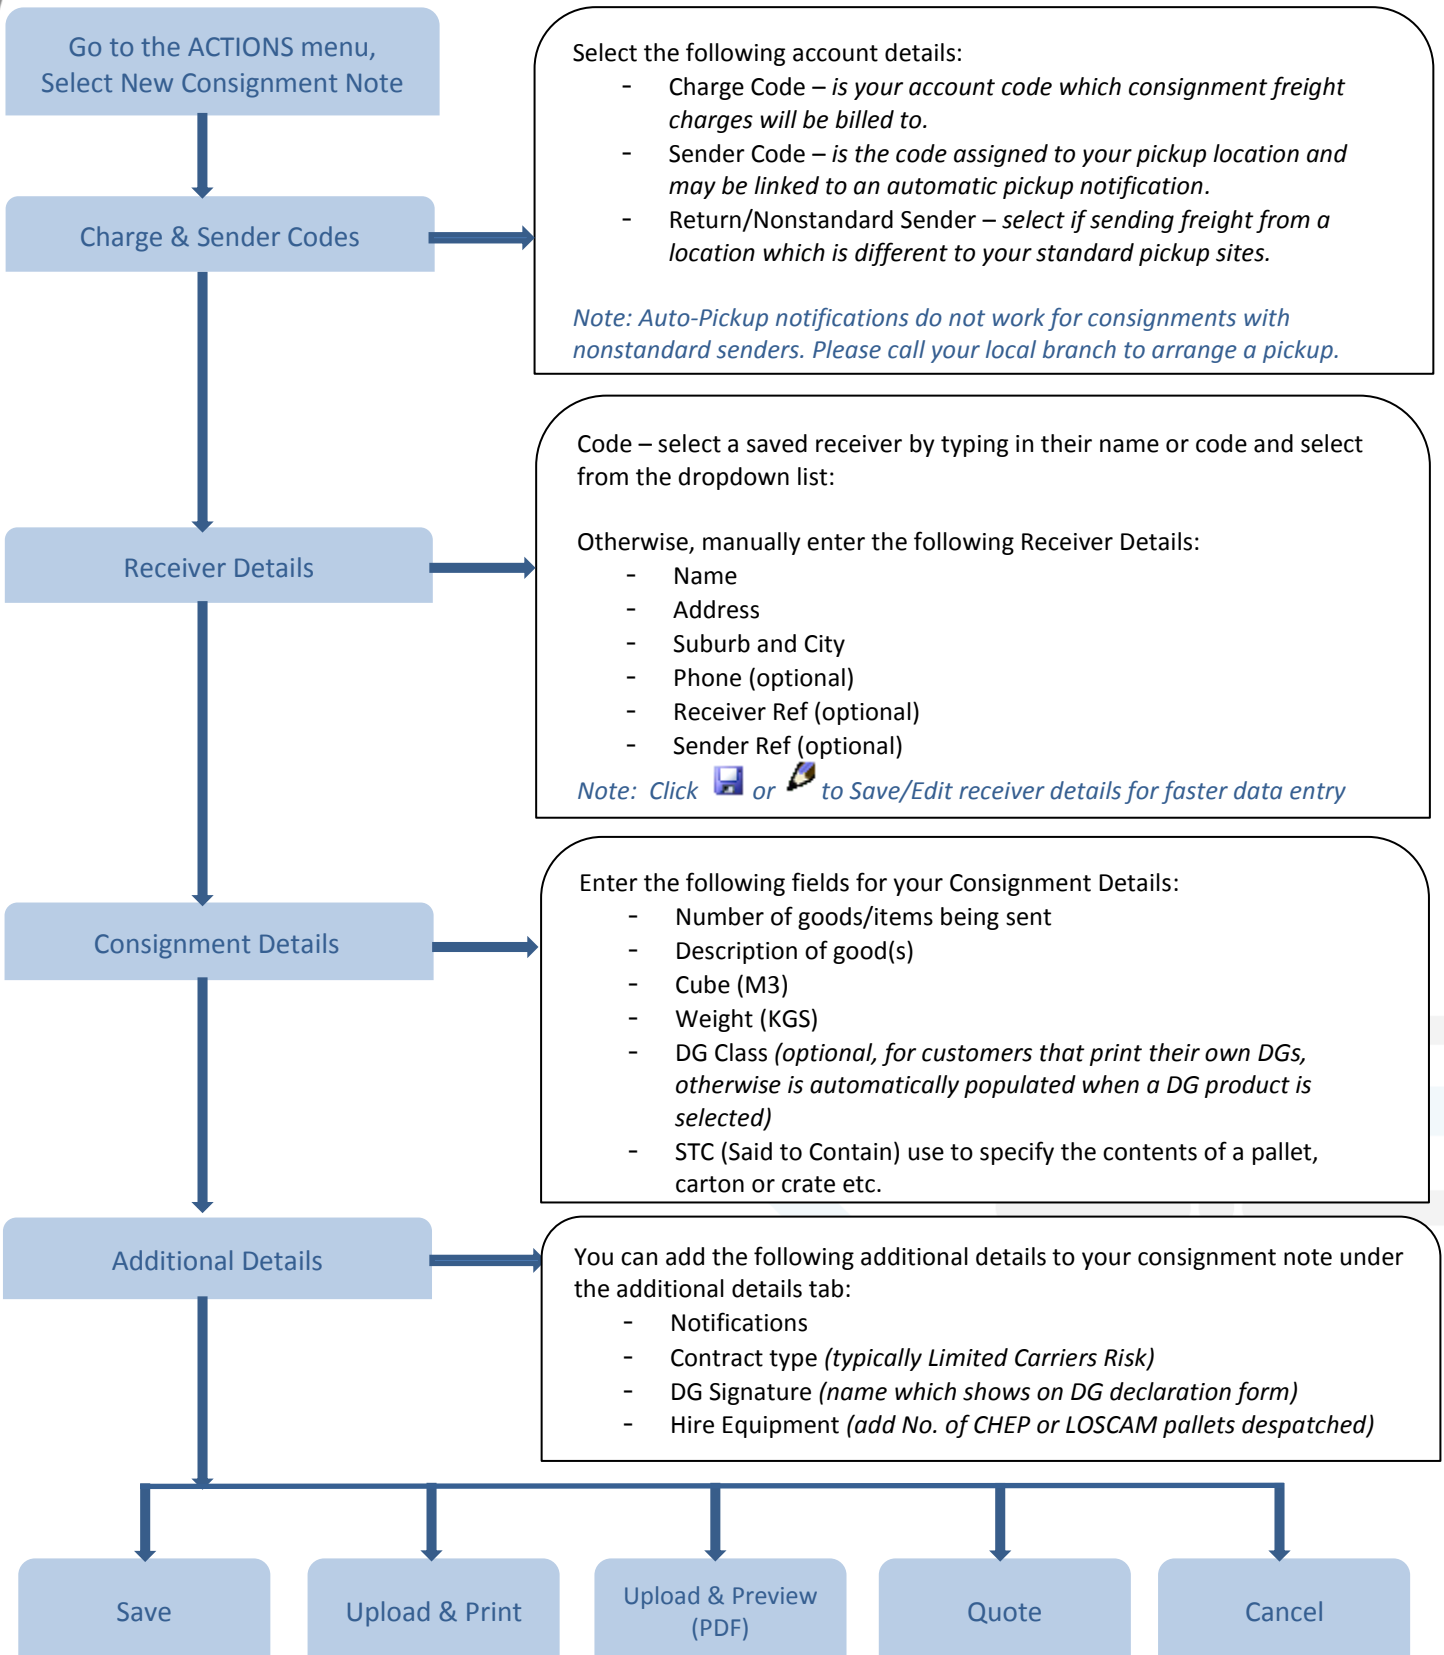 Go to the ACTIONS menu,
Select New Consignment Note
Select the following account details:
- Charge Code – is your account code which consignment freight
charges will be billed to.
- Sender Code – is the code assigned to your pickup location and
may be linked to an automatic pickup notification.
- Return/Nonstandard Sender – select if sending freight from a
location which is different to your standard pickup sites.
Note: Auto-Pickup notifications do not work for consignments with
nonstandard senders. Please call your local branch to arrange a pickup.
Charge & Sender Codes
Code – select a saved receiver by typing in their name or code and select
from the dropdown list:
Otherwise, manually enter the following Receiver Details:
- Name
- Address
- Suburb and City
- Phone (optional)
- Receiver Ref (optional)
- Sender Ref (optional)
Note: Click or to Save/Edit receiver details for faster data entry
Receiver Details
Enter the following fields for your Consignment Details:
- Number of goods/items being sent
- Description of good(s)
- Cube (M3)
- Weight (KGS)
- DG Class (optional, for customers that print their own DGs,
otherwise is automatically populated when a DG product is
selected)
- STC (Said to Contain) use to specify the contents of a pallet,
carton or crate etc.
Consignment Details
You can add the following additional details to your consignment note under
the additional details tab:
- Notifications
- Contract type (typically Limited Carriers Risk)
- DG Signature (name which shows on DG declaration form)
- Hire Equipment (add No. of CHEP or LOSCAM pallets despatched)
Additional Details
Save
Upload & Print
Upload & Preview
(PDF)
Quote
Cancel